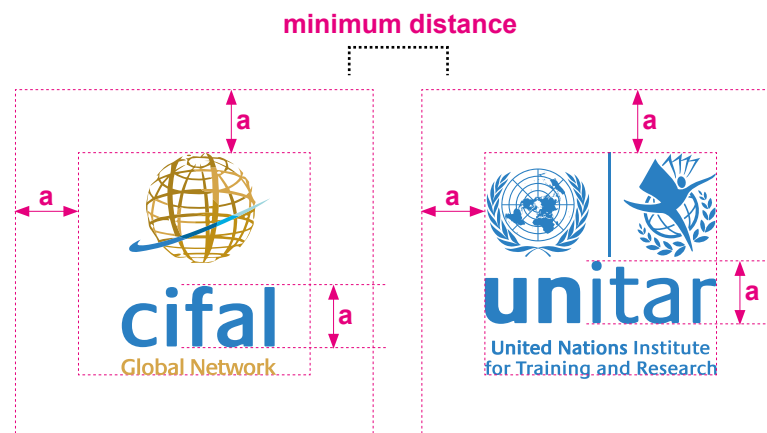 minimum distance
a
a
a
a
cifal
a
Global Network
unitar
a
United Nations Institute
for Training and Research